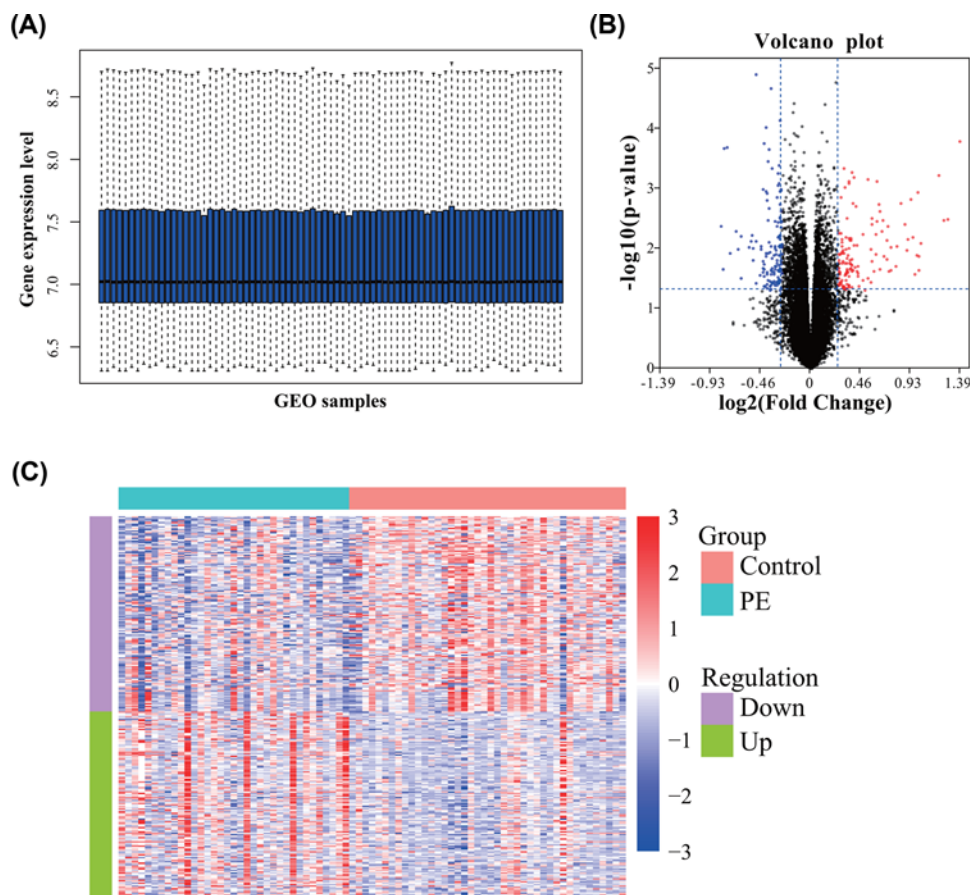 (A)
Gene expression level
8.5
8.0
7.5
7.0
6.5
GEO samples
(B)
Volcano plot
-log10(p-value)
5
4
3
2
1
0
-1.39 -0.93 -0.46 0 0.46 0.93 1.39
log2(Fold Change)
(C)
3
2
1
0
−1
−2
−3
Group
Control
PE
Regulation
Down
Up